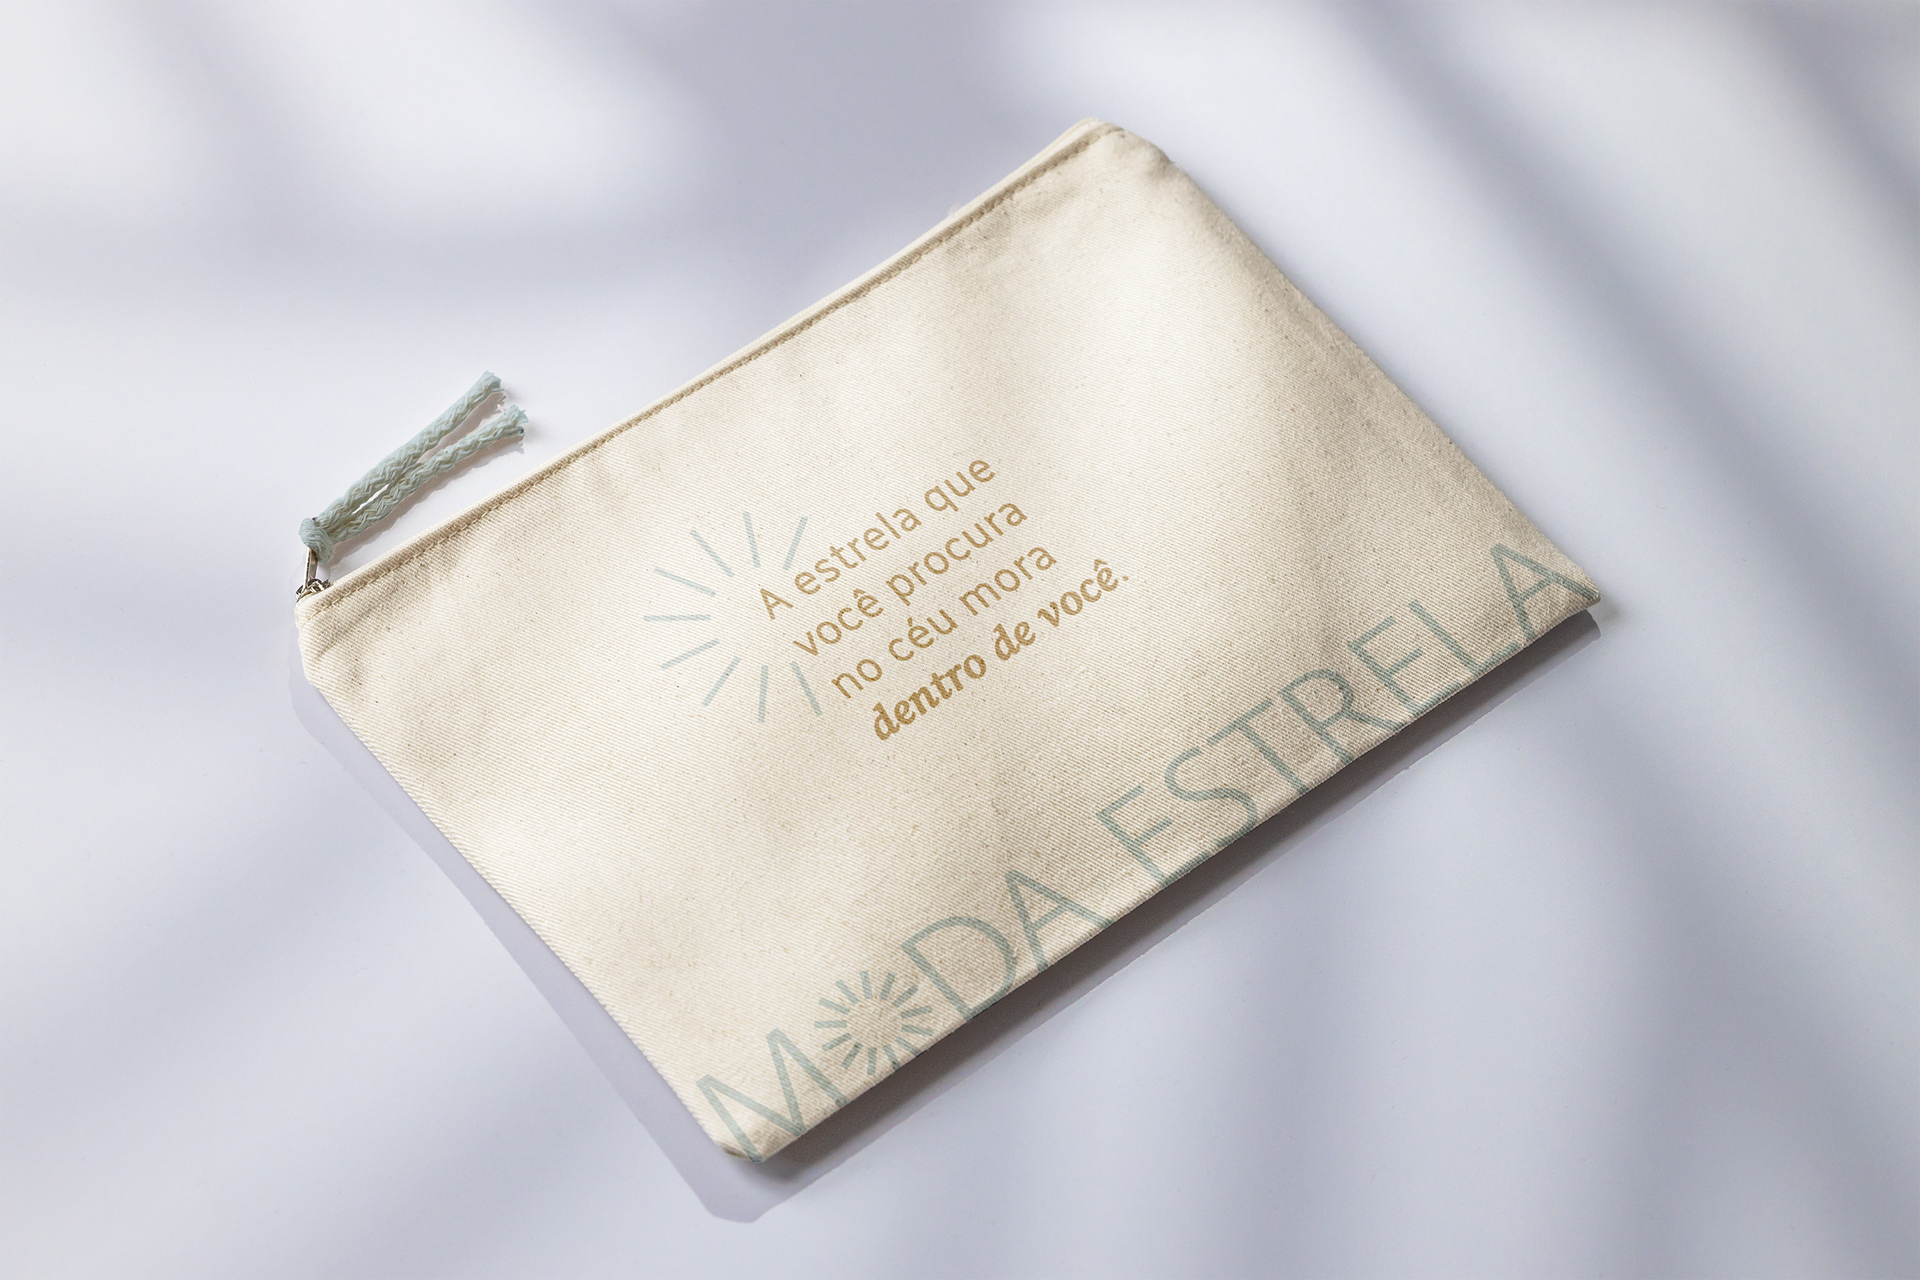 A estrela que
você procura
no céu mora
dentro de você.
MODA ESTRELA